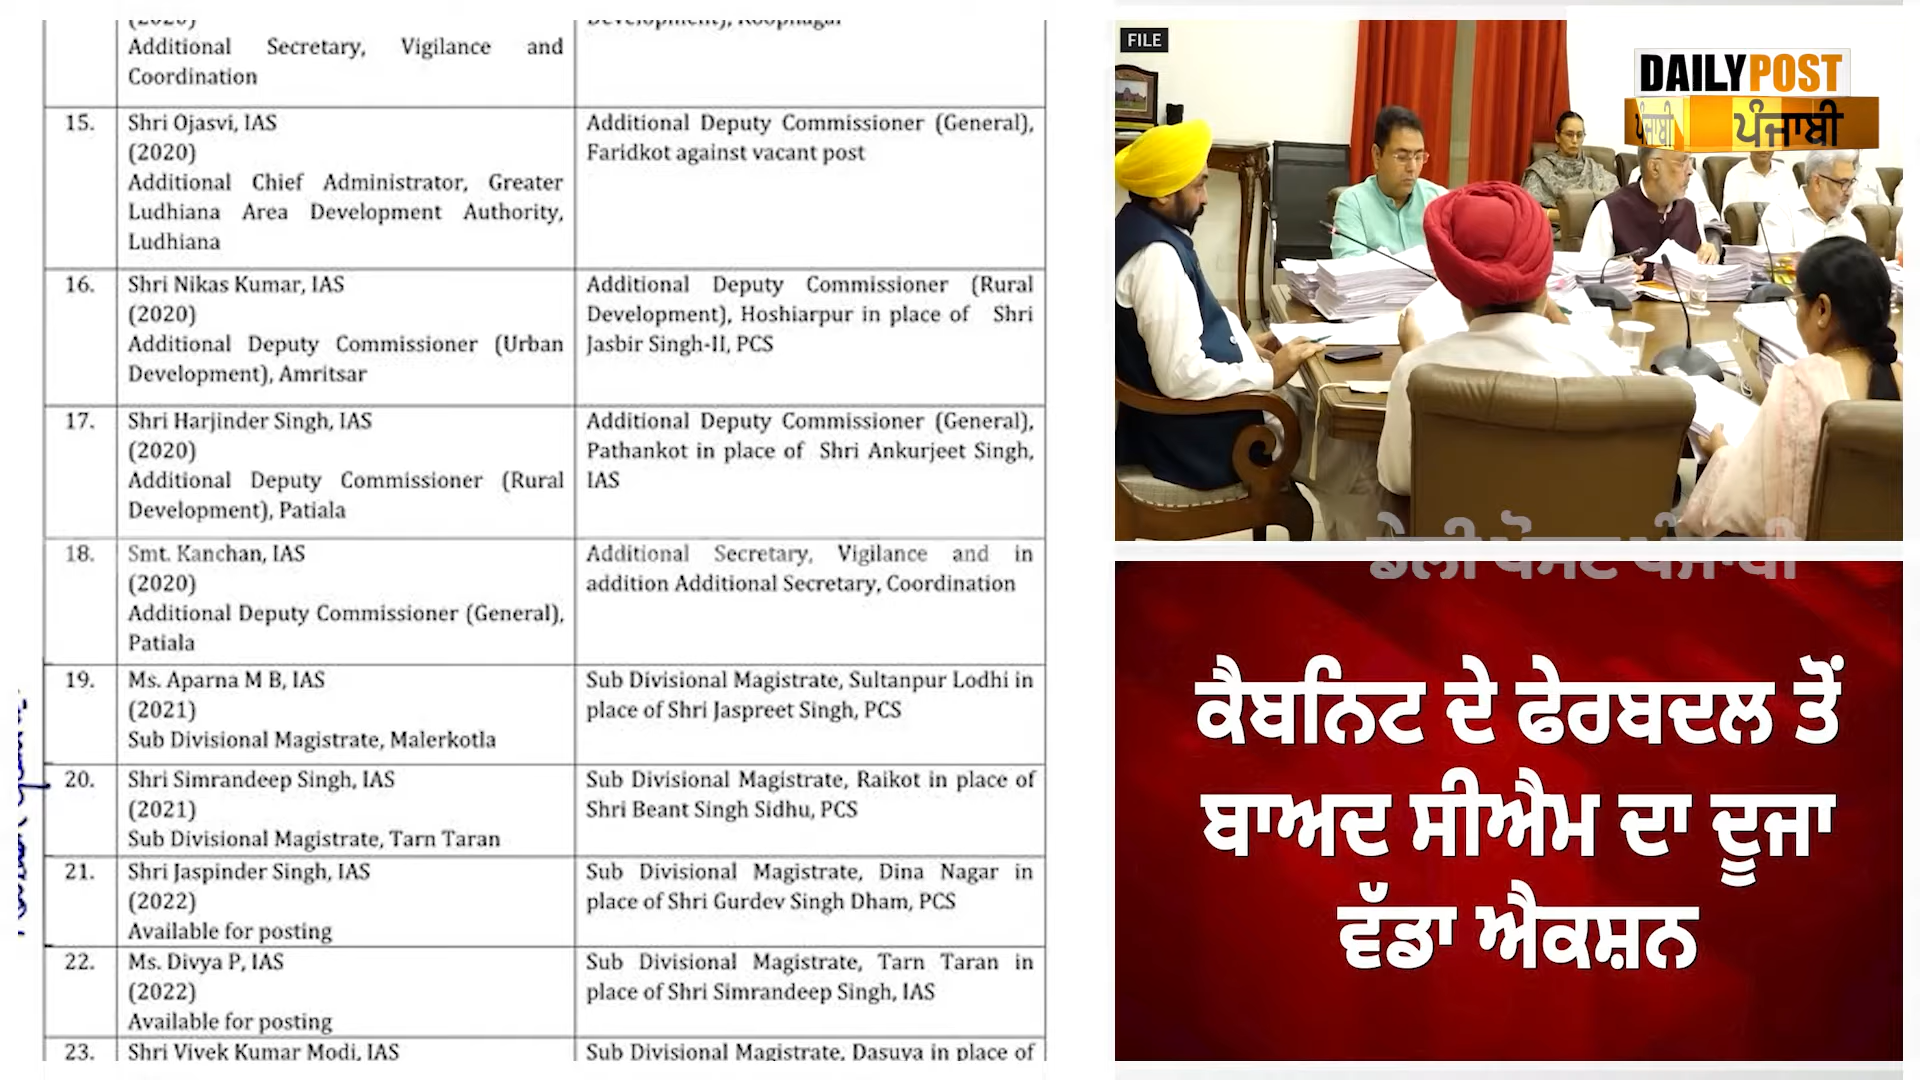 (2020)
Additional Secretary, Vigilance and
Coordination
Development), Roopnagar
15.
Shri Ojasvi, IAS
(2020)
Additional Chief Administrator, Greater
Ludhiana Area Development Authority,
Ludhiana
Additional Deputy Commissioner (General),
Faridkot against vacant post
16.
Shri Nikas Kumar, IAS
(2020)
Additional Deputy Commissioner (Urban
Development), Amritsar
Additional Deputy Commissioner (Rural
Development), Hoshiarpur in place of Shri
Jasbir Singh-II, PCS
17.
Shri Harjinder Singh, IAS
(2020)
Additional Deputy Commissioner (Rural
Development), Patiala
Additional Deputy Commissioner (General),
Pathankot in place of Shri Ankurjeet Singh,
IAS
18.
Smt. Kanchan, IAS
(2020)
Additional Deputy Commissioner (General),
Patiala
Additional Secretary, Vigilance and in
addition Additional Secretary, Coordination
19.
Ms. Aparna M B, IAS
(2021)
Sub Divisional Magistrate, Malerkotla
Sub Divisional Magistrate, Sultanpur Lodhi in
place of Shri Jaspreet Singh, PCS
20.
Shri Simrandeep Singh, IAS
(2021)
Sub Divisional Magistrate, Tarn Taran
Sub Divisional Magistrate, Raikot in place of
Shri Beant Singh Sidhu, PCS
21.
Shri Jaspinder Singh, IAS
(2022)
Available for posting
Sub Divisional Magistrate, Dina Nagar in
place of Shri Gurdev Singh Dham, PCS
22.
Ms. Divya P, IAS
(2022)
Available for posting
Sub Divisional Magistrate, Tarn Taran in
place of Shri Simrandeep Singh, IAS
23.
Shri Vivek Kumar Modi, IAS
Sub Divisional Magistrate, Dasuya in place of
FILE
DAILYPOST
ਪੰਜਾਬੀ ਪੰਜਾਬੀ
ਡੇਲੀ ਪੋਸਟ ਪੰਜਾਬੀ
ਕੈਬਨਿਟ ਦੇ ਫੇਰਬਦਲ ਤੋਂ
ਬਾਅਦ ਸੀਐਮ ਦਾ ਦੂਜਾ
ਵੱਡਾ ਐਕਸ਼ਨ